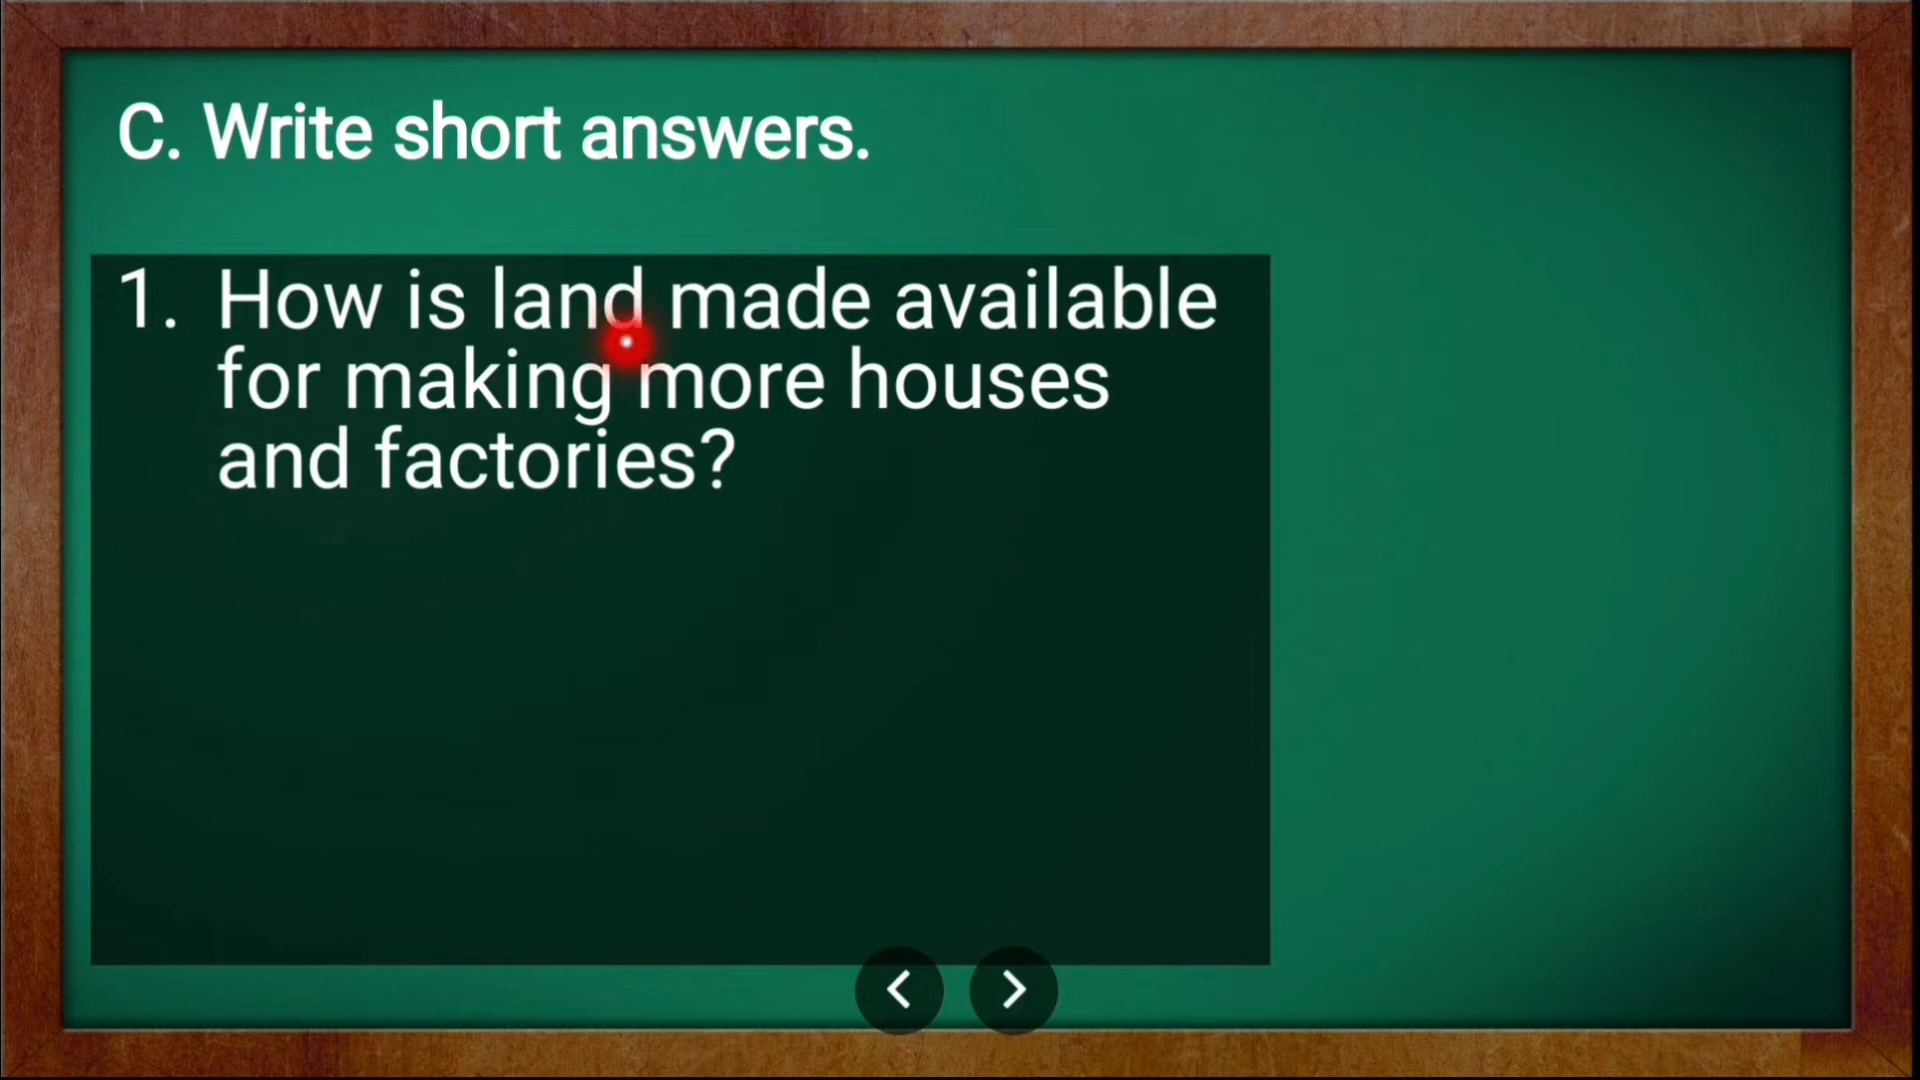 C. Write short answers.
1. How is land made available
for making more houses
and factories?